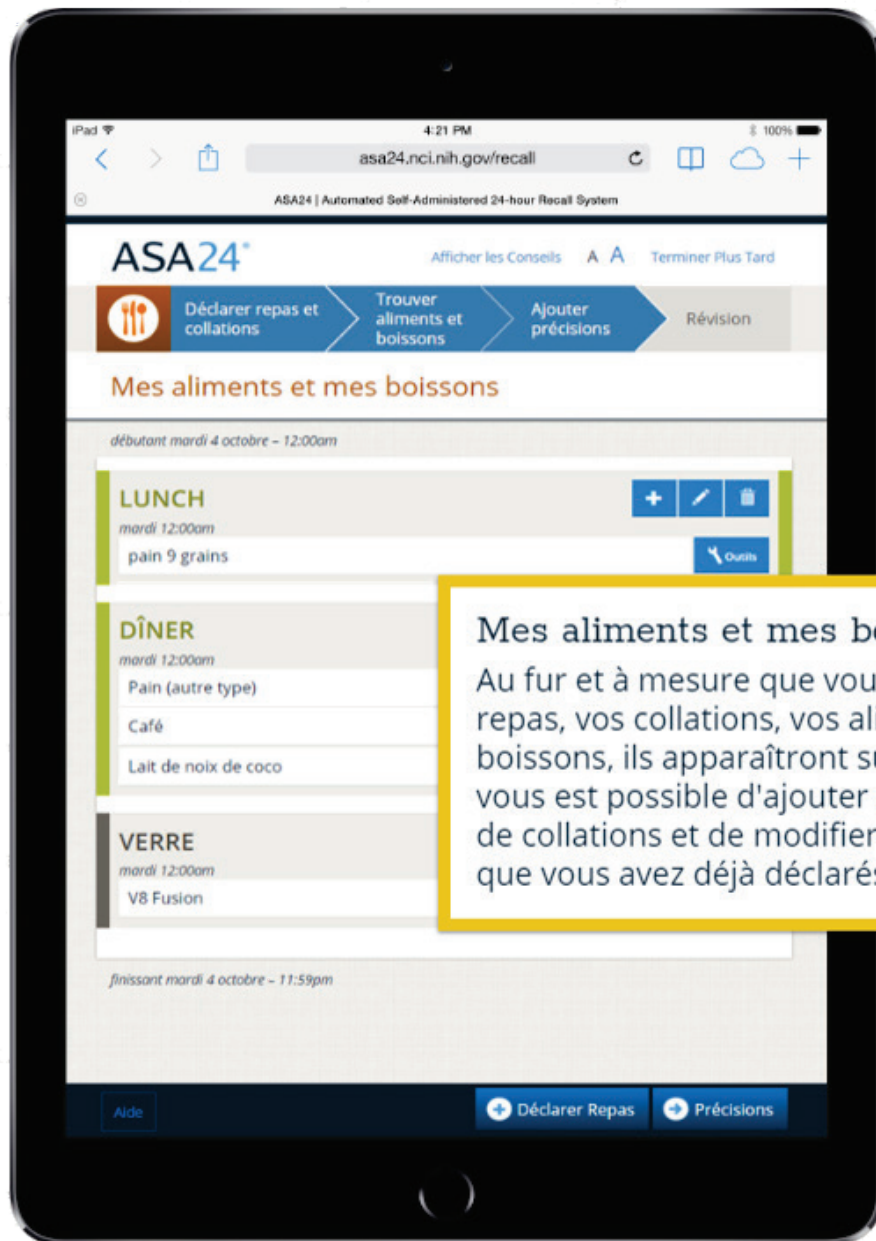 iPad 4:21 PM 100%
asa24.nci.nih.gov/recall
ASA24 | Automated Self-Administered 24-hour Recall System
ASA24® Afficher les Conseils A A Terminer Plus Tard
Déclarer repas et collations
Trouver aliments et boissons
Ajouter précisions
Révision
Mes aliments et mes boissons
débutant mardi 4 octobre – 12:00am
LUNCH
mardi 12:00am
pain 9 grains Outils
DÎNER
mardi 12:00am
Pain (autre type)
Café
Lait de noix de coco
VERRE
mardi 12:00am
V8 Fusion
finissant mardi 4 octobre – 11:59pm
Mes aliments et mes
Au fur et à mesure que
repas, vos collations, vos
boissons, ils apparaîtront
vous est possible d'ajouter
de collations et de modifier
que vous avez déjà déclarés
Aide Déclarer Repas Précisions